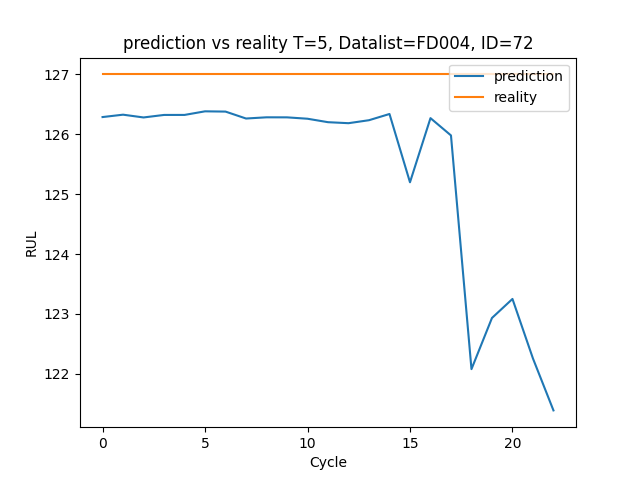 prediction vs reality T=5, Datalist=FD004, ID=72
prediction
reality
127
126
125
124
123
122
RUL
0 5 10 15 20
Cycle